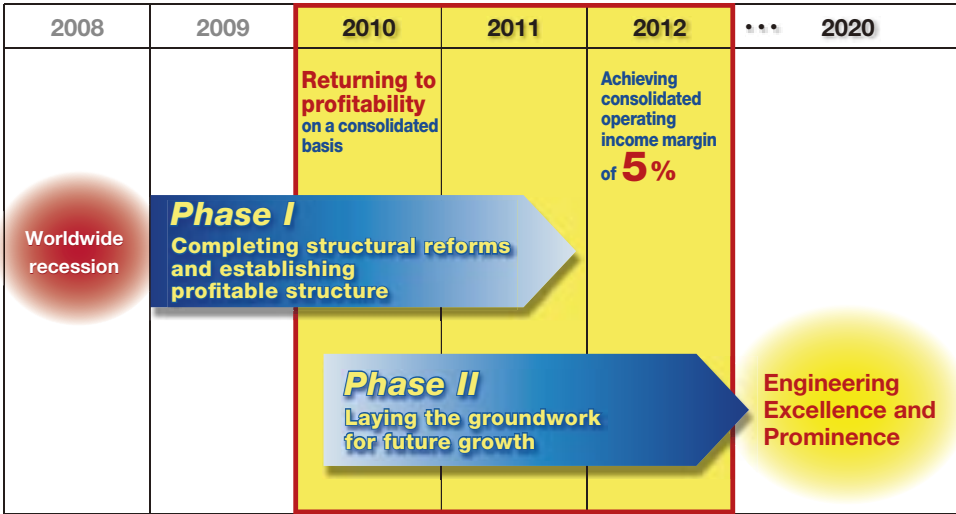 2008 2009 2010 2011 2012 ••• 2020
Returning to
profitability
on a consolidated
basis
Achieving
consolidated
operating
income margin
of 5%
Worldwide
recession
Phase I
Completing structural reforms
and establishing
profitable structure
Phase II
Laying the groundwork
for future growth
Engineering
Excellence and
Prominence